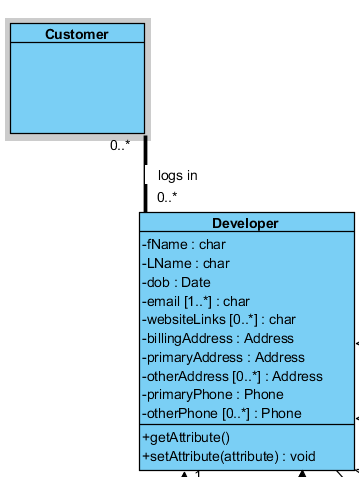 Customer
0..*
logs in
0..*
Developer
-fName : char
-LName : char
-dob : Date
-email [1..*] : char
-websiteLinks [0..*] : char
-billingAddress : Address
-primaryAddress : Address
-otherAddress [0..*] : Address
-primaryPhone : Phone
-otherPhone [0..*] : Phone
+getAttribute()
+setAttribute(attribute) : void
1